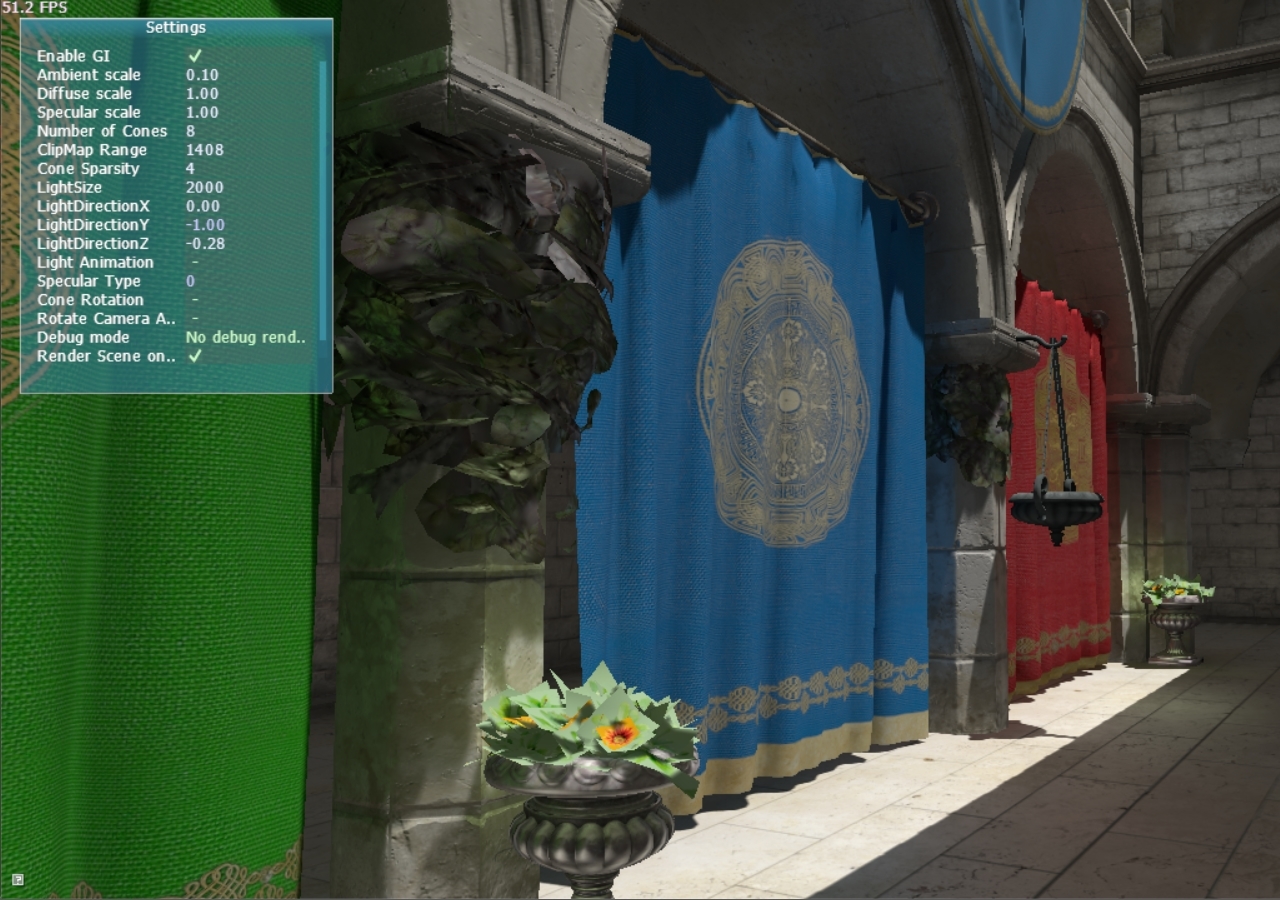 51.2 FPS
Settings
Enable GI ✓
Ambient scale 0.10
Diffuse scale 1.00
Specular scale 1.00
Number of Cones 8
ClipMap Range 1408
Cone Sparsity 4
LightSize 2000
LightDirectionX 0.00
LightDirectionY -1.00
LightDirectionZ -0.28
Light Animation -
Specular Type 0
Cone Rotation -
Rotate Camera A.. -
Debug mode No debug rend..
Render Scene on.. ✓
?